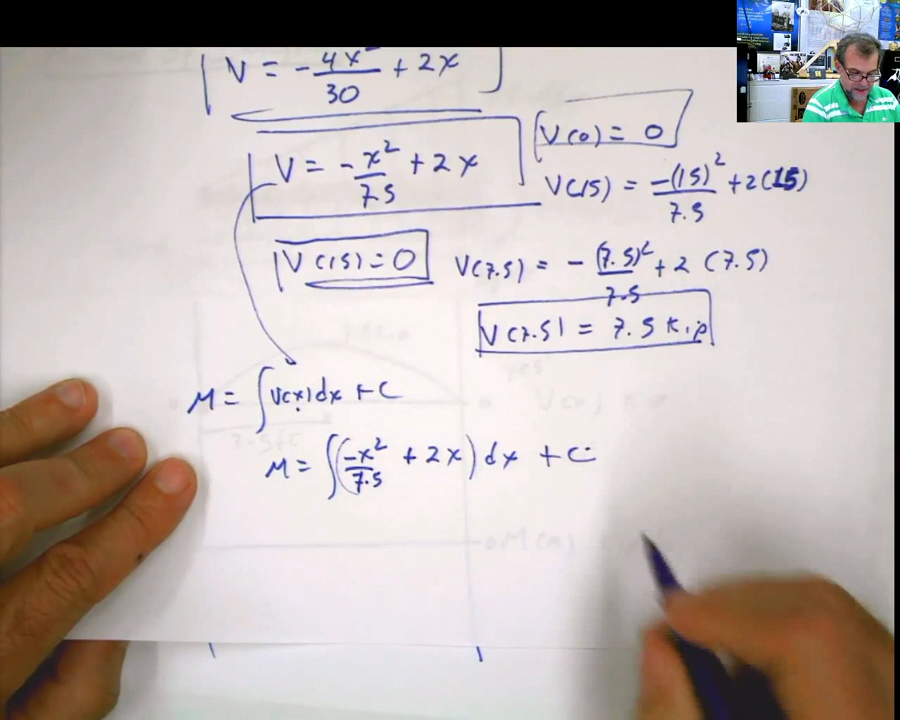 V = -4x²/30 + 2x
V(0) = 0
V = -x²/7.5 + 2x
V(15) = -(15)²/7.5 + 2(15)
V(15) = 0
V(7.5) = -(7.5)²/7.5 + 2(7.5)
V(7.5) = 7.5 kip
M = ∫V(x)dx + C
M = ∫(-x²/7.5 + 2x)dx + C